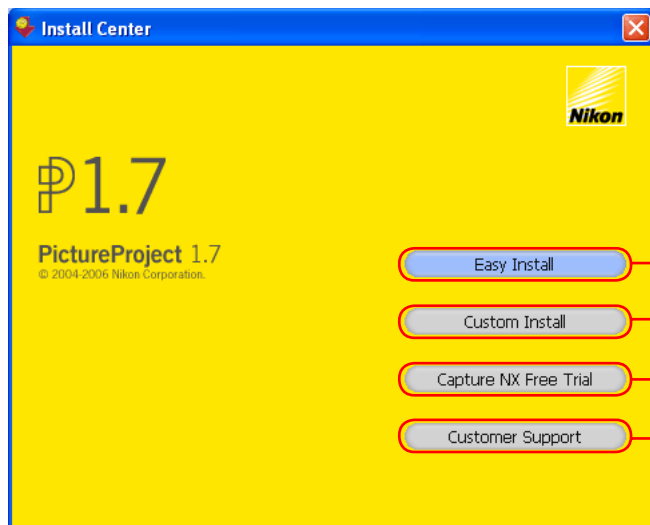 Install Center
Nikon
P1.7
PictureProject 1.7
© 2004-2006 Nikon Corporation.
Easy Install
Custom Install
Capture NX Free Trial
Customer Support